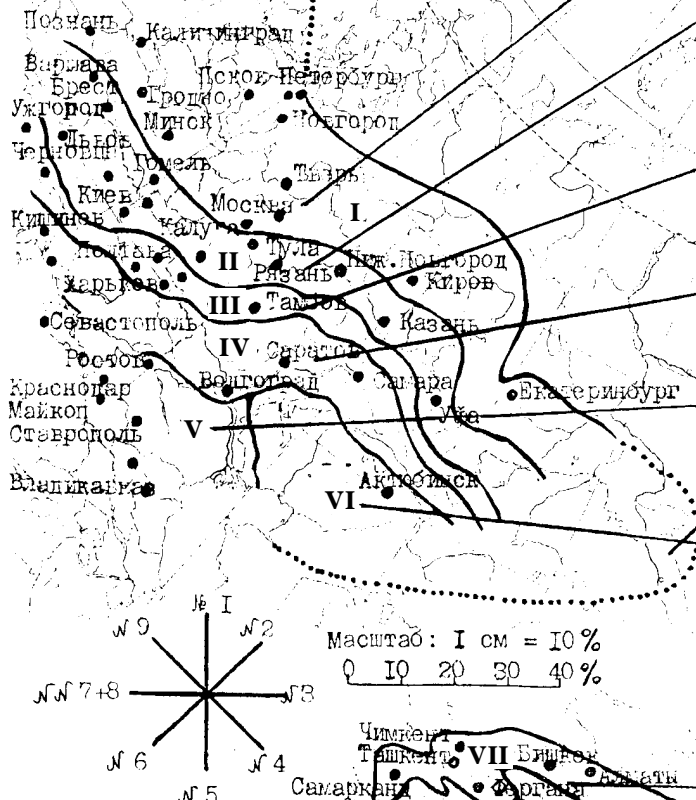 Познань
Калининград
Варшава
Брест
Псков
Петербург
Ужгород
Гродно
Минск
Новгород
Львов
Черновцы
Гомель
Тверь
Киев
Москва
I
Кишинев
Калуга
Полтава
II
Тула
Рязань
Ниж.Новгород
Харьков
III
Тамбов
Киров
Севастополь
IV
Казань
Ростов
Саратов
Краснодар
Волгоград
Самара
Екатеринбург
Майкоп
Уфа
Ставрополь
V
Владикавказ
Актюбинск
VI
№ I
№ 9
№ 2
Масштаб: I см = 10%
0 10 20 30 40%
№№ 7+8
№ 3
№ 6
№ 4
№ 5
Чимкент
Ташкент
VII
Бишкек
Алматы
Самарканд
Фергана